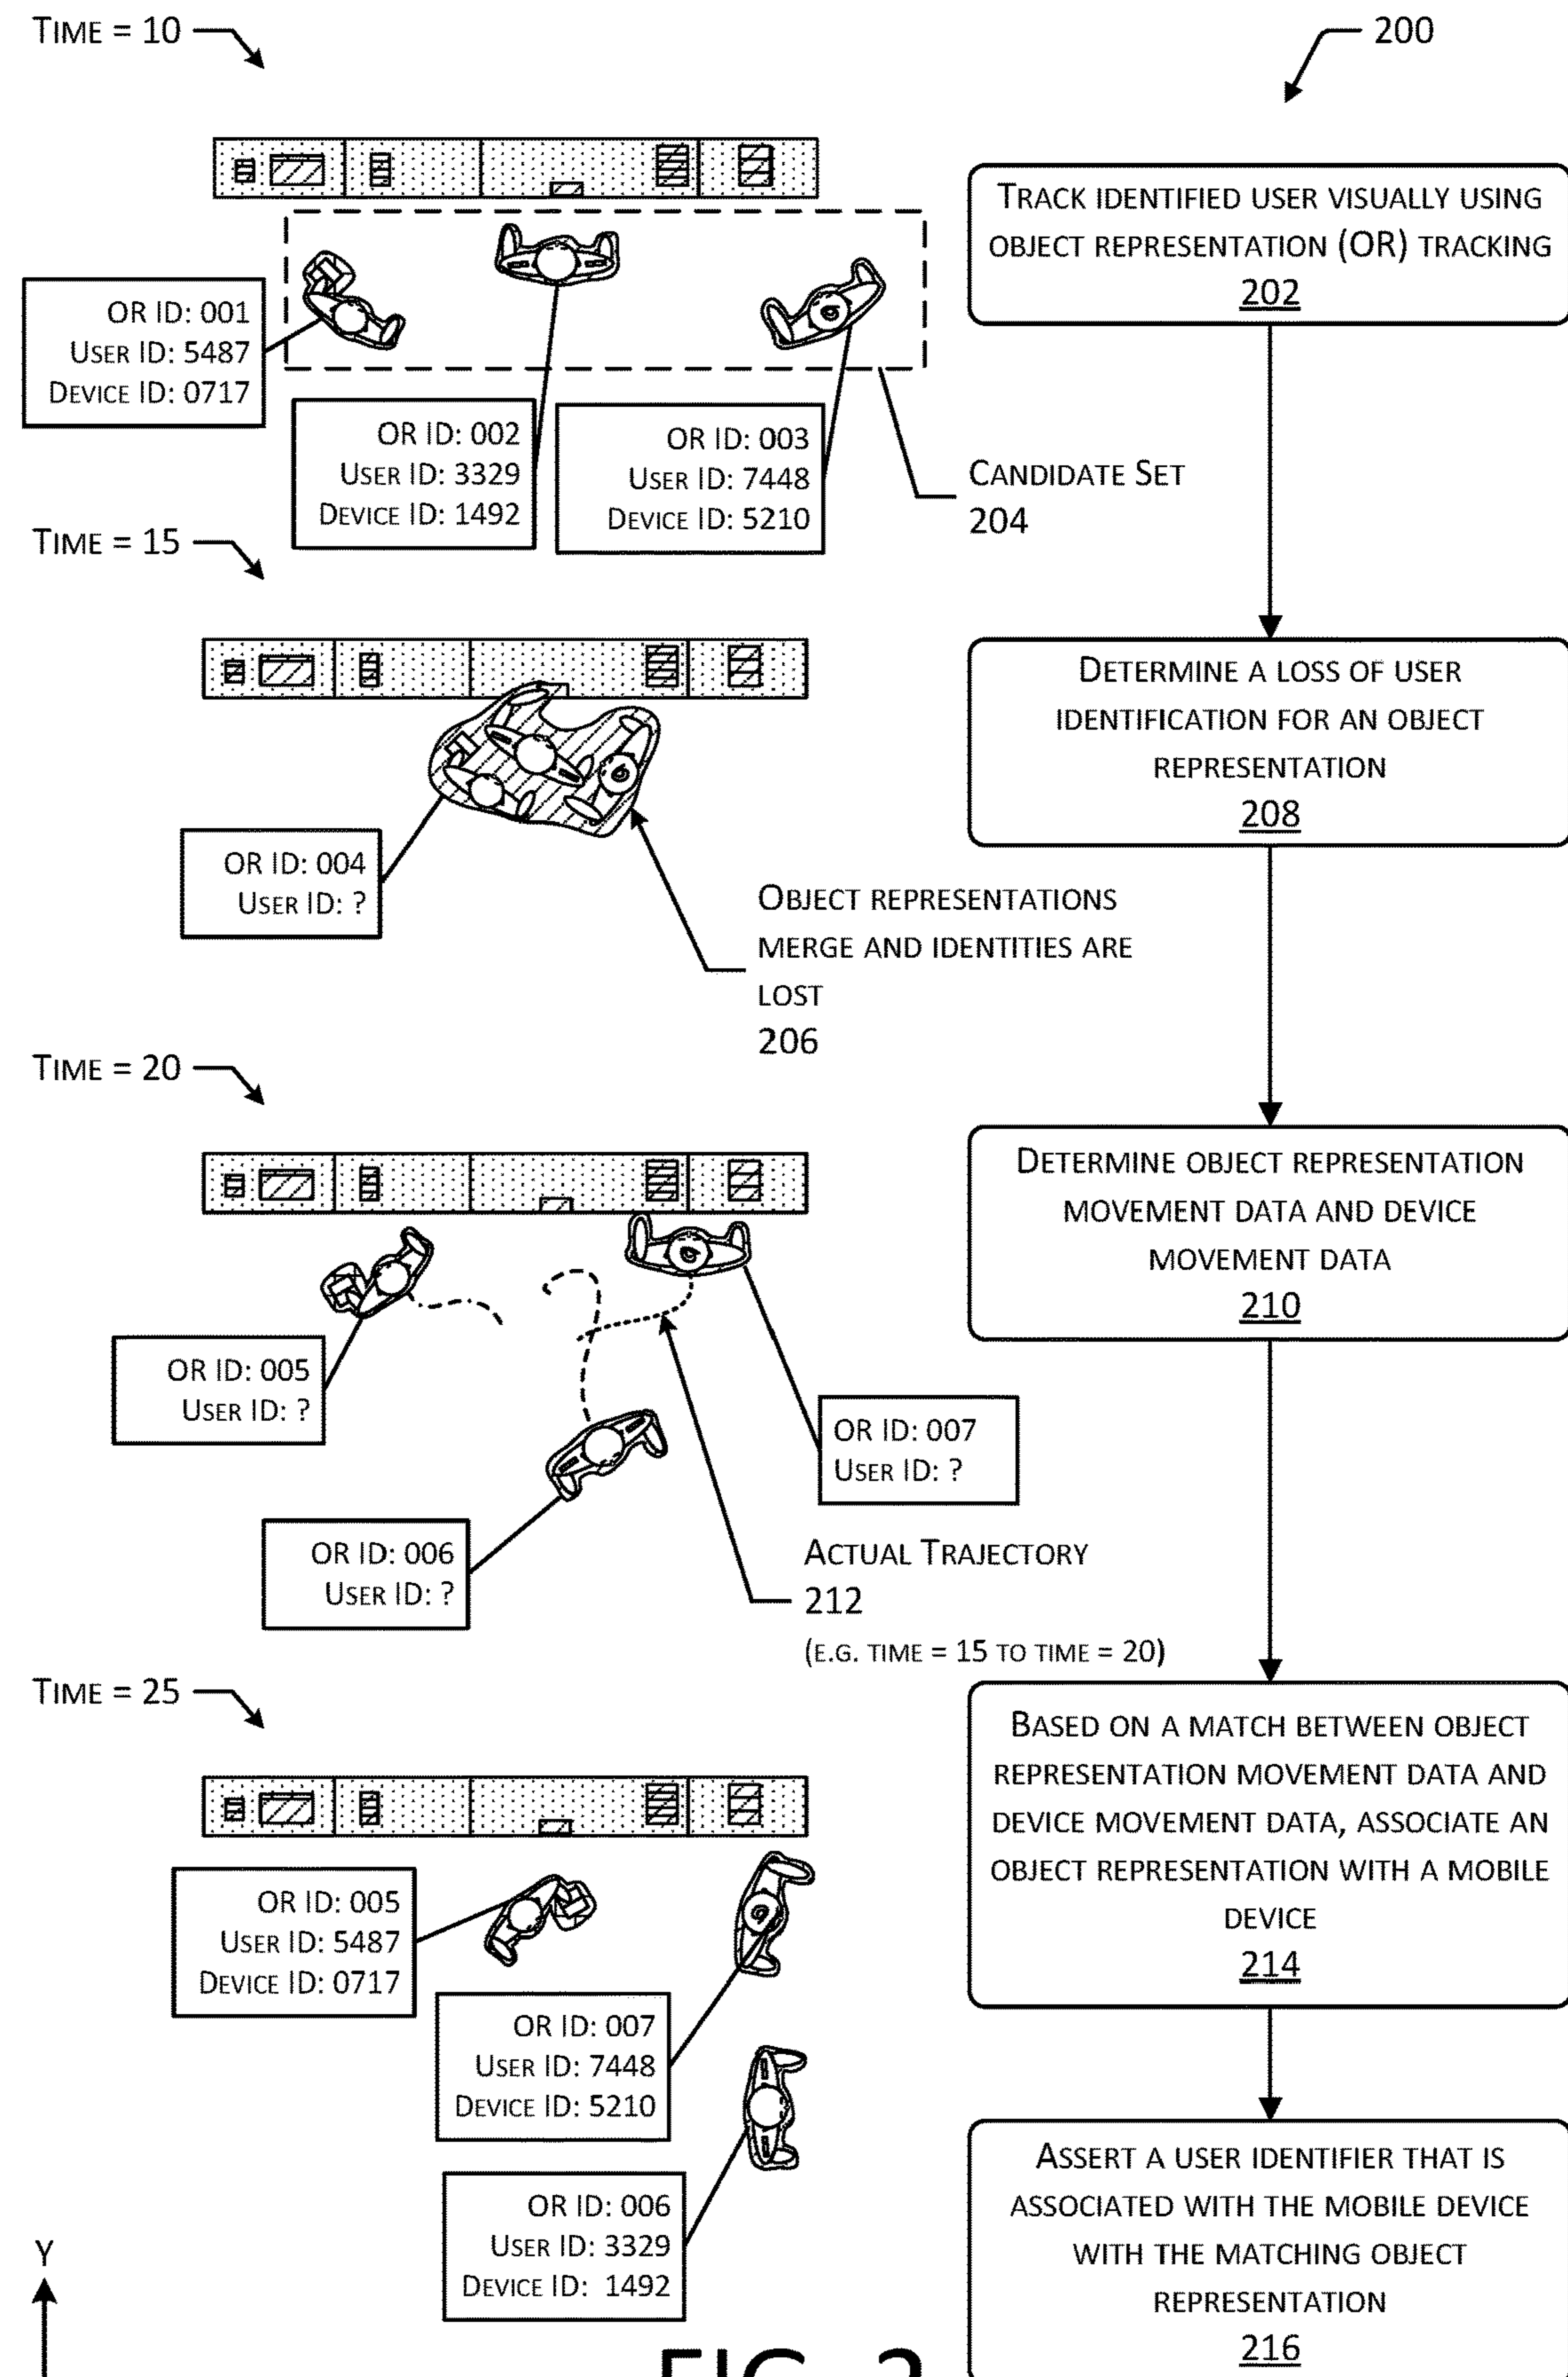 TIME = 10
200
TRACK IDENTIFIED USER VISUALLY USING
OBJECT REPRESENTATION (OR) TRACKING
202
OR ID: 001
USER ID: 5487
DEVICE ID: 0717
OR ID: 002
USER ID: 3329
DEVICE ID: 1492
OR ID: 003
USER ID: 7448
DEVICE ID: 5210
CANDIDATE SET
204
TIME = 15
DETERMINE A LOSS OF USER
IDENTIFICATION FOR AN OBJECT
REPRESENTATION
208
OR ID: 004
USER ID: ?
OBJECT REPRESENTATIONS
MERGE AND IDENTITIES ARE
LOST
206
TIME = 20
DETERMINE OBJECT REPRESENTATION
MOVEMENT DATA AND DEVICE
MOVEMENT DATA
210
OR ID: 005
USER ID: ?
OR ID: 007
USER ID: ?
OR ID: 006
USER ID: ?
ACTUAL TRAJECTORY
212
(E.G. TIME = 15 TO TIME = 20)
TIME = 25
BASED ON A MATCH BETWEEN OBJECT
REPRESENTATION MOVEMENT DATA AND
DEVICE MOVEMENT DATA, ASSOCIATE AN
OBJECT REPRESENTATION WITH A MOBILE
DEVICE
214
OR ID: 005
USER ID: 5487
DEVICE ID: 0717
OR ID: 007
USER ID: 7448
DEVICE ID: 5210
OR ID: 006
USER ID: 3329
DEVICE ID: 1492
ASSERT A USER IDENTIFIER THAT IS
ASSOCIATED WITH THE MOBILE DEVICE
WITH THE MATCHING OBJECT
REPRESENTATION
216
Y
FIG. 2